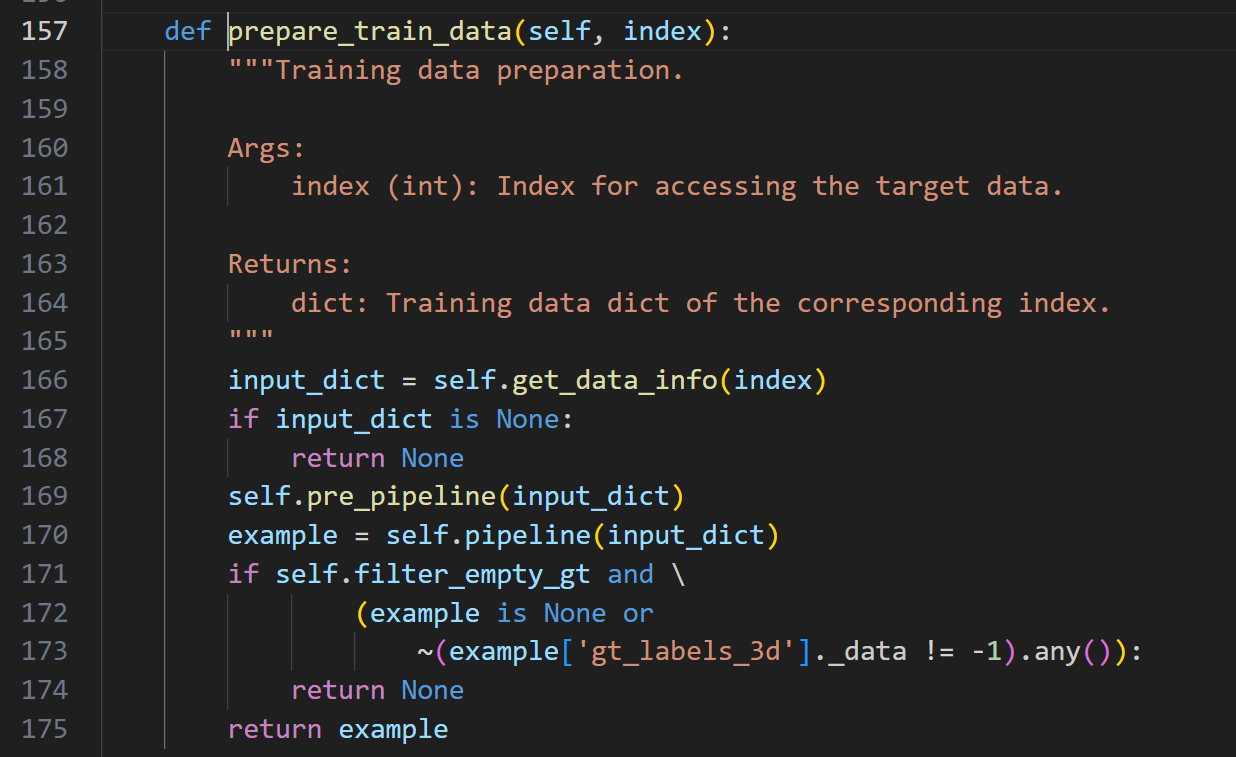 157 def prepare_train_data(self, index):
158 """Training data preparation.
159
160 Args:
161 index (int): Index for accessing the target data.
162
163 Returns:
164 dict: Training data dict of the corresponding index.
165 """
166 input_dict = self.get_data_info(index)
167 if input_dict is None:
168 return None
169 self.pre_pipeline(input_dict)
170 example = self.pipeline(input_dict)
171 if self.filter_empty_gt and \
172 (example is None or
173 ~(example['gt_labels_3d']._data != -1).any()):
174 return None
175 return example